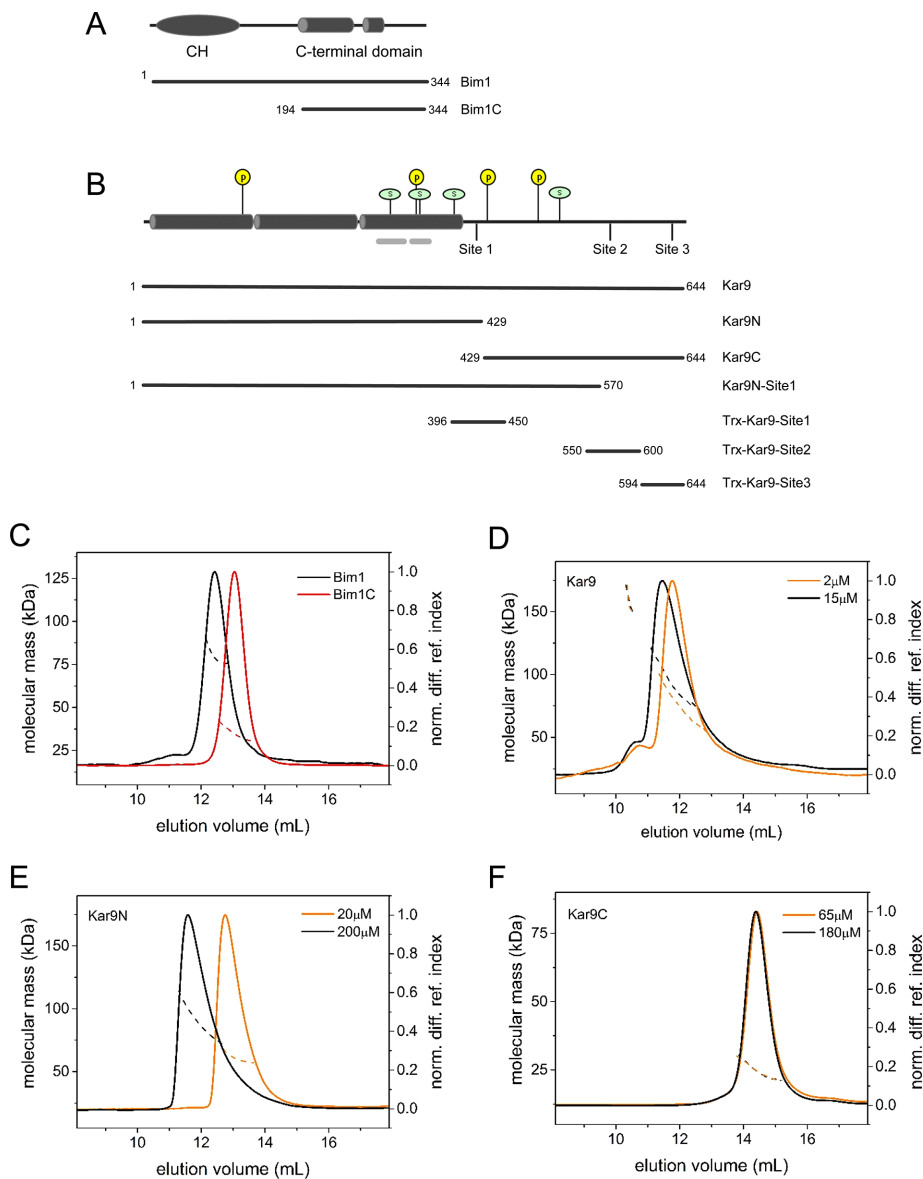 A
CH
C-terminal domain
1
344 Bim1
194
344 Bim1C
B
p
p
p
p
s
s
s
s
Site 1
Site 2
Site 3
1
644
Kar9
1
429
Kar9N
429
644
Kar9C
1
570
Kar9N-Site1
396
450
Trx-Kar9-Site1
550
600
Trx-Kar9-Site2
594
644
Trx-Kar9-Site3
C
Bim1
Bim1C
125
100
75
50
25
1.0
0.8
0.6
0.4
0.2
0.0
10
12
14
16
molecular mass (kDa)
norm. diff. ref. index
elution volume (mL)
D
Kar9
2μM
15μM
150
100
50
1.0
0.8
0.6
0.4
0.2
0.0
10
12
14
16
molecular mass (kDa)
norm. diff. ref. index
elution volume (mL)
E
Kar9N
20μM
200μM
150
100
50
1.0
0.8
0.6
0.4
0.2
0.0
10
12
14
16
molecular mass (kDa)
norm. diff. ref. index
elution volume (mL)
F
Kar9C
65μM
180μM
75
50
25
1.0
0.8
0.6
0.4
0.2
0.0
10
12
14
16
molecular mass (kDa)
norm. diff. ref. index
elution volume (mL)